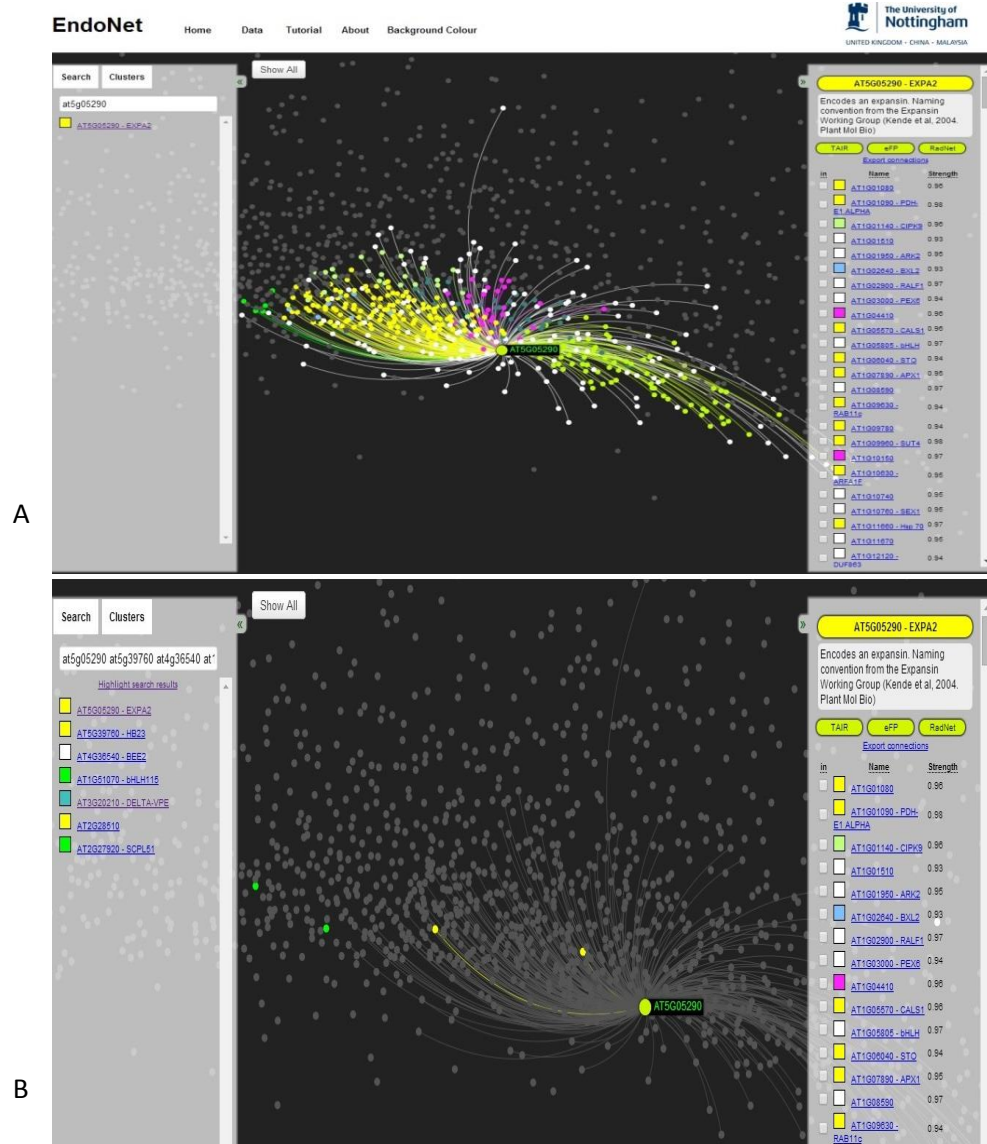 EndoNet
Home Data Tutorial About Background Colour
The University of
Nottingham
UNITED KINGDOM - CHINA - MALAYSIA
Search Clusters
at5g05290
AT5G05290 - EXPA2
Show All
«
»
AT5G05290
AT5G05290 - EXPA2
Encodes an expansin. Naming
convention from the Expansin
Working Group (Kende et al, 2004.
Plant Mol Bio)
TAIR eFP RadNet
Export connections
in Name Strength
AT1G01080 0.96
AT1G01090 - PDH-
E1 ALPHA 0.98
AT1G01140 - CIPK9 0.96
AT1G01510 0.93
AT1G01950 - ARK2 0.95
AT1G02640 - BXL2 0.93
AT1G02900 - RALF1 0.97
AT1G03000 - PEX6 0.94
AT1G04410 0.96
AT1G05570 - CALS1 0.96
AT1G05805 - bHLH 0.97
AT1G06040 - STO 0.94
AT1G07890 - APX1 0.95
AT1G08590 0.97
AT1G09630 -
RAB11c 0.94
AT1G09780 0.94
AT1G09960 - SUT4 0.98
AT1G10150 0.97
AT1G10630 -
ARFA1F 0.95
AT1G10740 0.95
AT1G10760 - SEX1 0.95
AT1G11660 - Hsp 70 0.97
AT1G11670 0.96
AT1G12120 -
DUF863 0.94
A
Search Clusters
at5g05290 at5g39760 at4g36540 at1
Highlight search results
AT5G05290 - EXPA2
AT5G39760 - HB23
AT4G36540 - BEE2
AT1G51070 - bHLH115
AT3G20210 - DELTA-VPE
AT2G28510
AT2G27920 - SCPL51
Show All
«
»
AT5G05290
AT5G05290 - EXPA2
Encodes an expansin. Naming
convention from the Expansin
Working Group (Kende et al, 2004.
Plant Mol Bio)
TAIR eFP RadNet
Export connections
in Name Strength
AT1G01080 0.96
AT1G01090 - PDH-
E1 ALPHA 0.98
AT1G01140 - CIPK9 0.96
AT1G01510 0.93
AT1G01950 - ARK2 0.95
AT1G02640 - BXL2 0.93
AT1G02900 - RALF1 0.97
AT1G03000 - PEX6 0.94
AT1G04410 0.96
AT1G05570 - CALS1 0.96
AT1G05805 - bHLH 0.97
AT1G06040 - STO 0.94
AT1G07890 - APX1 0.95
AT1G08590 0.97
AT1G09630 -
RAB11c 0.94
B